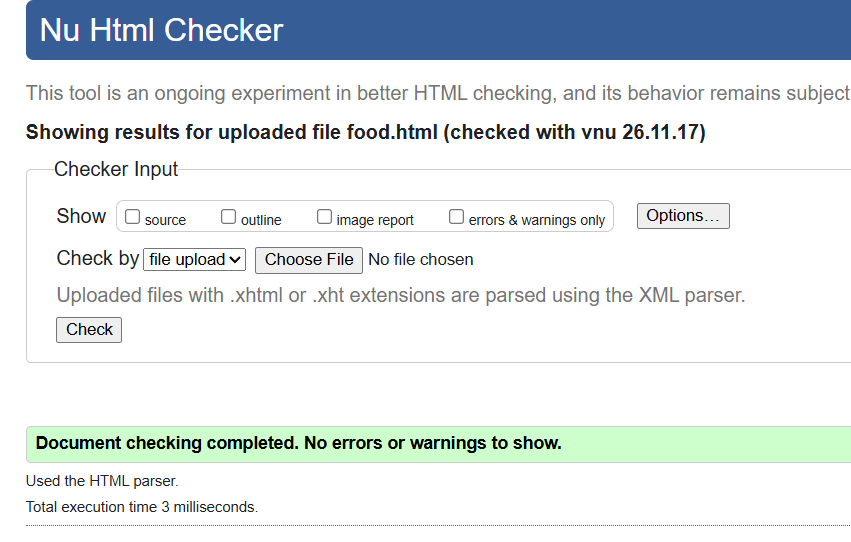 Nu Html Checker
This tool is an ongoing experiment in better HTML checking, and its behavior remains subject
Showing results for uploaded file food.html (checked with vnu 26.11.17)
Checker Input
Show source outline image report errors & warnings only Options…
Check by file upload Choose File No file chosen
Uploaded files with .xhtml or .xht extensions are parsed using the XML parser.
Check
Document checking completed. No errors or warnings to show.
Used the HTML parser.
Total execution time 3 milliseconds.